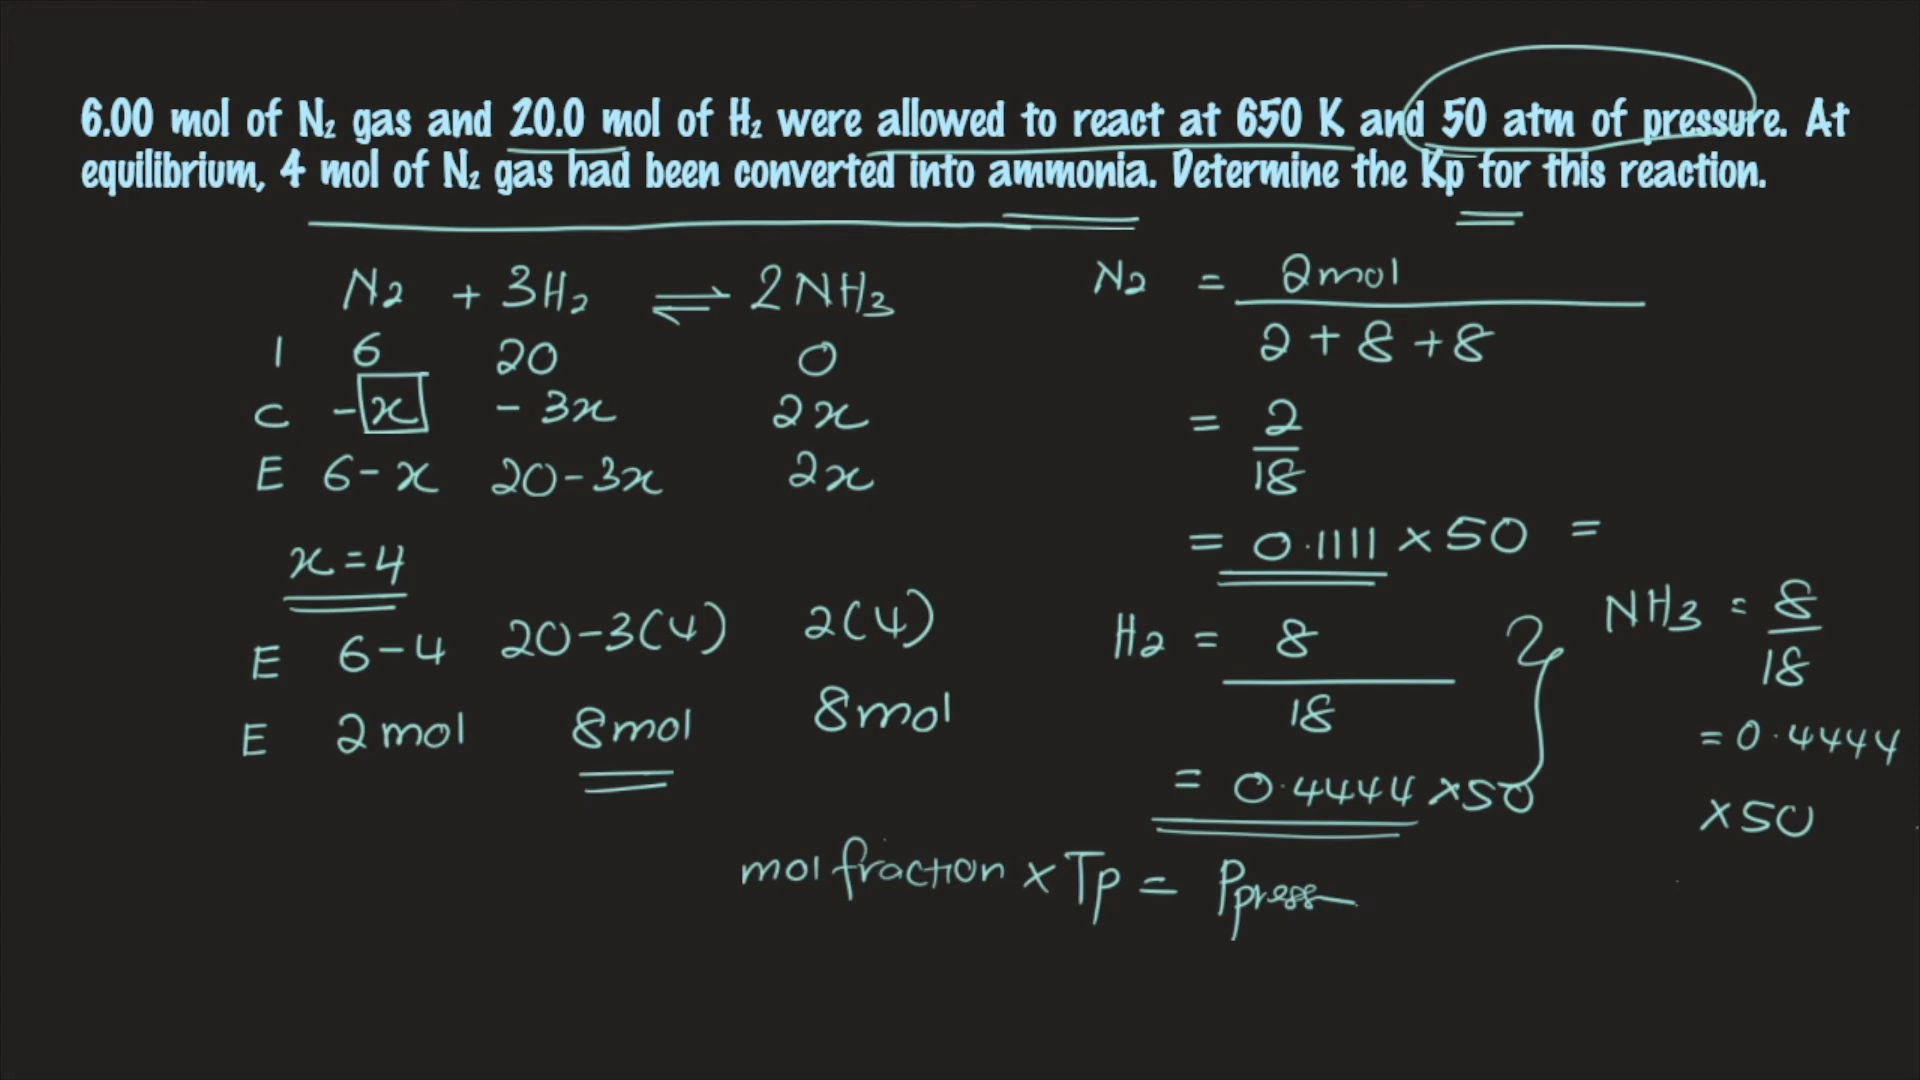 6.00 mol of N₂ gas and 20.0 mol of H₂ were allowed to react at 650 K and 50 atm of pressure. At
equilibrium, 4 mol of N₂ gas had been converted into ammonia. Determine the Kp for this reaction.
N₂ + 3H₂ ⇌ 2NH₃
I 6 20 0
C -x - 3x 2x
E 6-x 20-3x 2x
x=4
E 6-4 20-3(4) 2(4)
E 2mol 8mol 8mol
N₂ = 2mol
2+8+8
= 2
18
= 0.1111 ×50 =
H₂ = 8
18
= 0.4444 ×50
NH₃ = 8
18
=0.4444
×50
mol fraction × Tp = Ppress